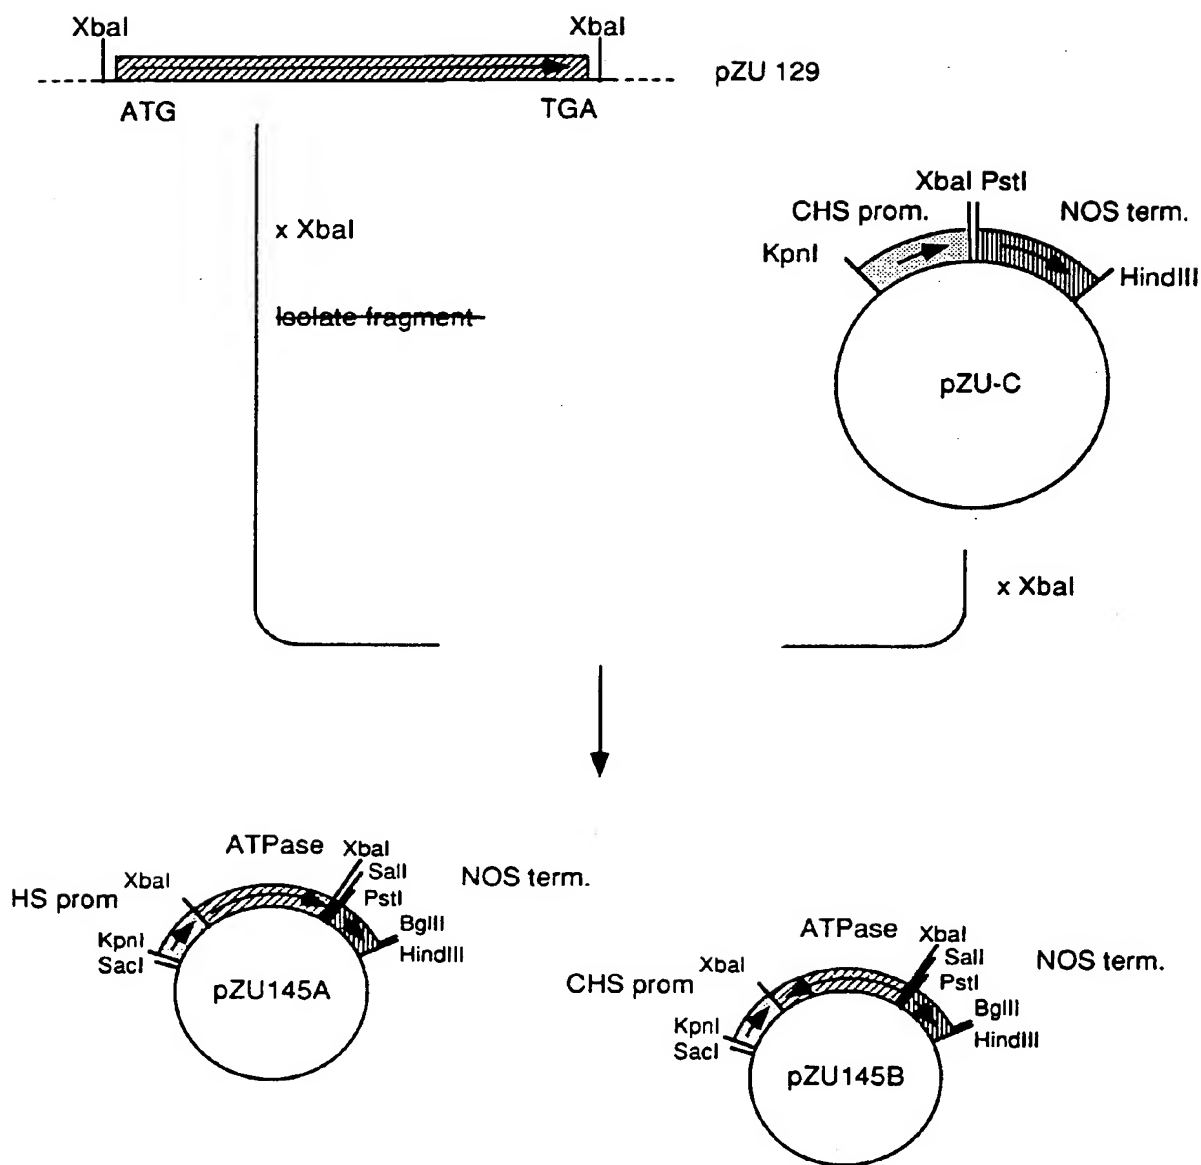 XbaI XbaI
pZU 129
ATG TGA
XbaI PstI
CHS prom. NOS term.
KpnI HindIII
pZU-C
x XbaI
Isolate fragment
x XbaI
ATPase XbaI
SalI
HS prom XbaI PstI NOS term.
BglII
KpnI HindIII
SacI
pZU145A
ATPase XbaI
SalI
CHS prom XbaI PstI NOS term.
BglII
KpnI HindIII
SacI
pZU145B